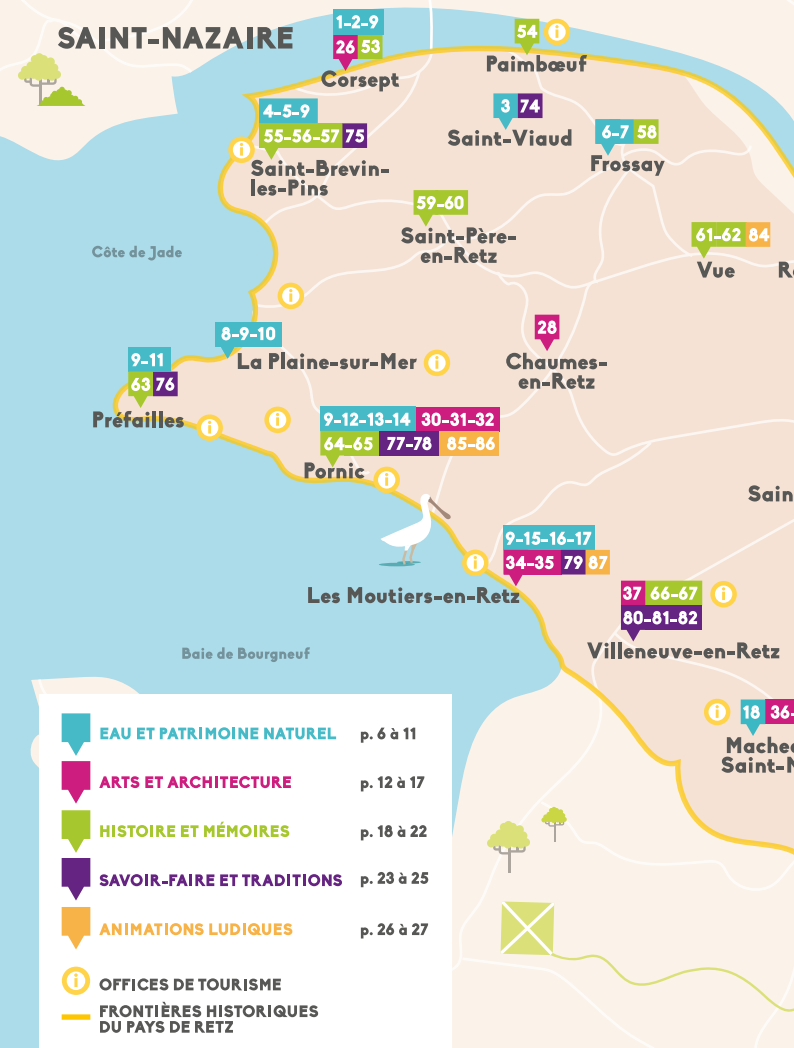 SAINT-NAZAIRE
1-2-9
26 53
Corsept
54 i
Paimbœuf
4-5-9
55-56-57 75
i
Saint-Brevin-
les-Pins
3 74
Saint-Viaud
6-7 58
Frossay
59-60
Saint-Père-
en-Retz
61-62 84
Vue
Côte de Jade
i
8-9-10
La Plaine-sur-Mer i
28
Chaumes-
en-Retz
9-11
63 76
Préfailles
i
i
9-12-13-14 30-31-32
64-65 77-78 85-86
Pornic
i
Sain
9-15-16-17
34-35 79 87
i
Les Moutiers-en-Retz
37 66-67 i
80-81-82
Villeneuve-en-Retz
Baie de Bourgneuf
i 18 36-
Machec
Saint-M
EAU ET PATRIMOINE NATUREL p. 6 à 11
ARTS ET ARCHITECTURE p. 12 à 17
HISTOIRE ET MÉMOIRES p. 18 à 22
SAVOIR-FAIRE ET TRADITIONS p. 23 à 25
ANIMATIONS LUDIQUES p. 26 à 27
i OFFICES DE TOURISME
FRONTIÈRES HISTORIQUES
DU PAYS DE RETZ